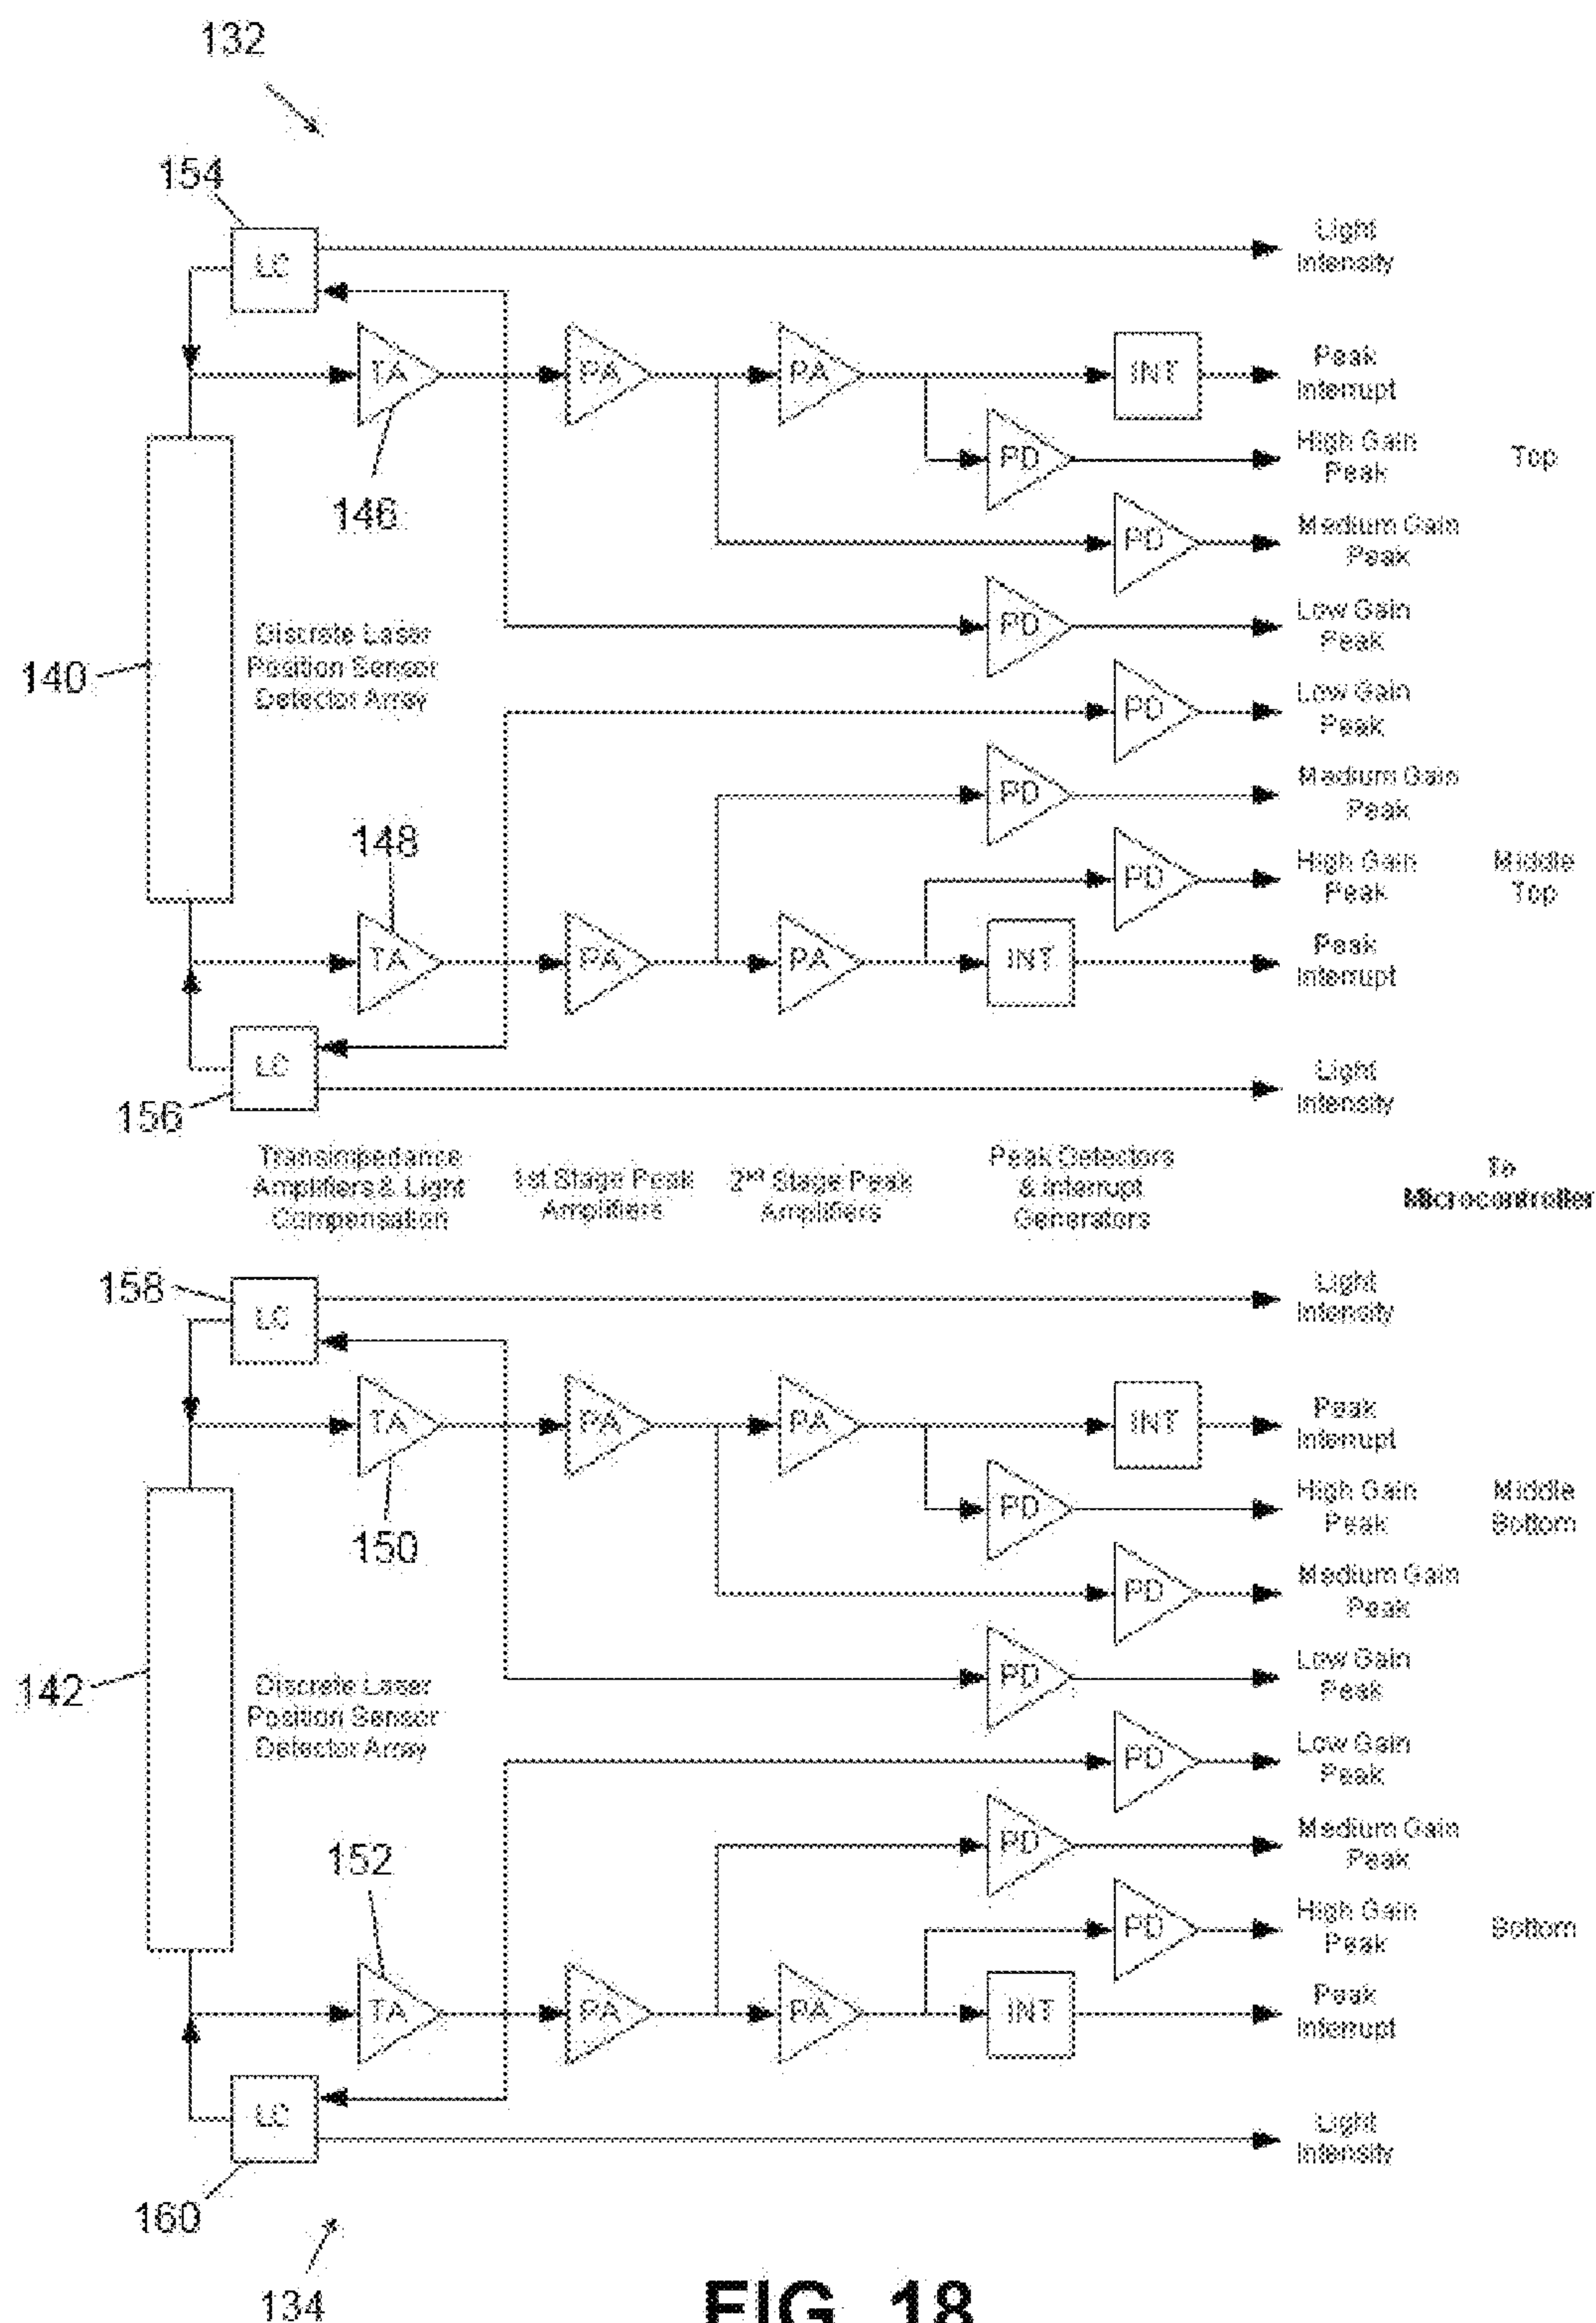 132
154
LC
Light
Intensity
TA
PA
PA
INT
Peak
Interrupt
146
PD
High Gain
Peak
Top
PD
Medium Gain
Peak
140
Discrete Laser
Position Sensor
Detector Array
PD
Low Gain
Peak
PD
Low Gain
Peak
PD
Medium Gain
Peak
148
PD
High Gain
Peak
Middle
Top
TA
PA
PA
INT
Peak
Interrupt
LC
156
Light
Intensity
Transimpedance
Amplifiers & Light
Compensation
1st Stage Peak
Amplifiers
2nd Stage Peak
Amplifiers
Peak Detectors
& Interrupt
Generators
To
Microcontroller
158
LC
Light
Intensity
TA
PA
PA
INT
Peak
Interrupt
150
PD
High Gain
Peak
Middle
Bottom
PD
Medium Gain
Peak
142
Discrete Laser
Position Sensor
Detector Array
PD
Low Gain
Peak
PD
Low Gain
Peak
PD
Medium Gain
Peak
152
PD
High Gain
Peak
Bottom
TA
PA
PA
INT
Peak
Interrupt
LC
160
Light
Intensity
134
FIG. 18